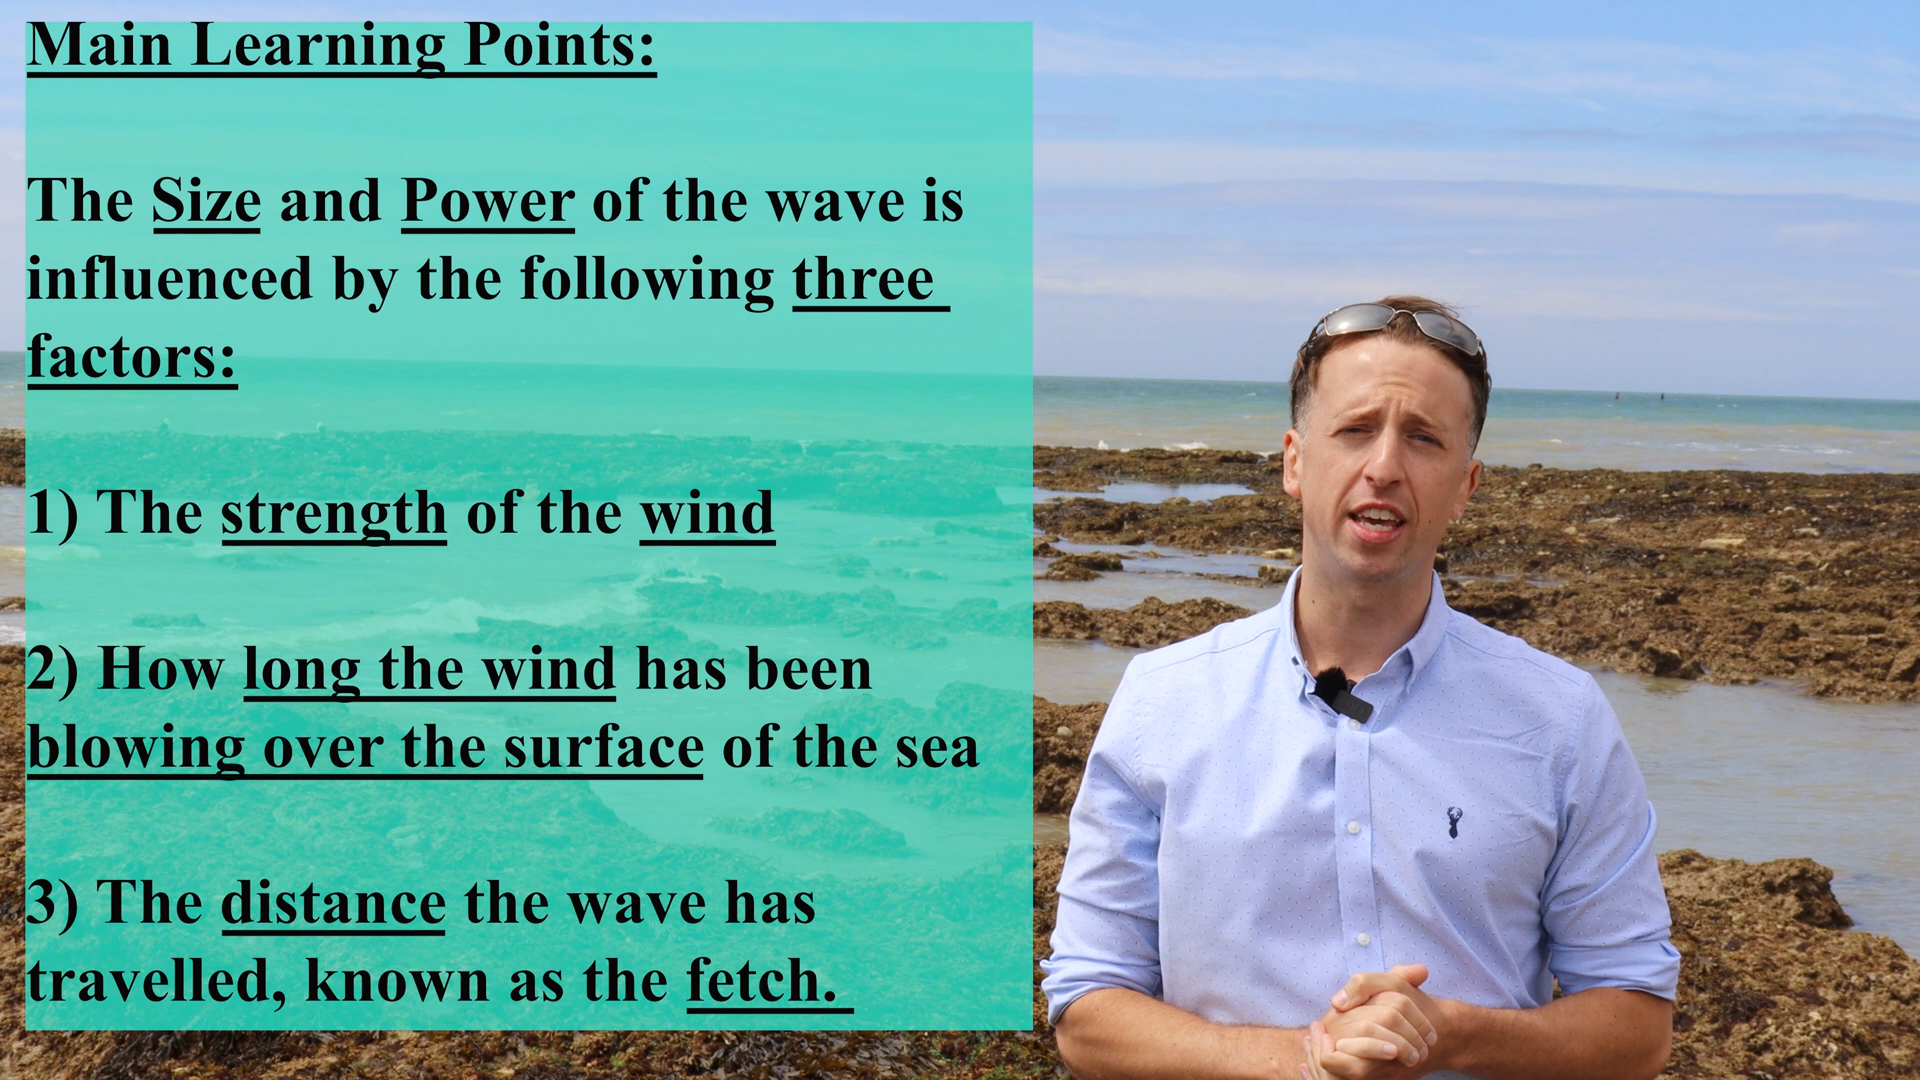 Main Learning Points:
The Size and Power of the wave is
influenced by the following three
factors:
1) The strength of the wind
2) How long the wind has been
blowing over the surface of the sea
3) The distance the wave has
travelled, known as the fetch.